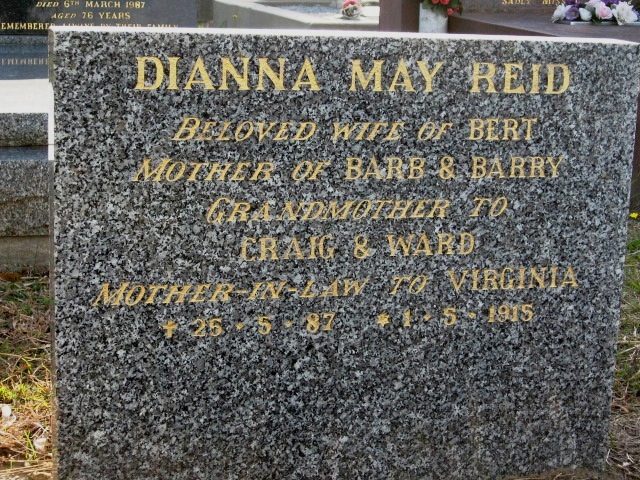 DIED 6TH MARCH 1987
AGED 76 YEARS
DIANNA MAY REID
BELOVED WIFE OF BERT
MOTHER OF BARB & BARRY
GRANDMOTHER TO
CRAIG & WARD
MOTHER-IN-LAW TO VIRGINIA
✝ 25 · 5 · 87 * 1 · 5 · 1915